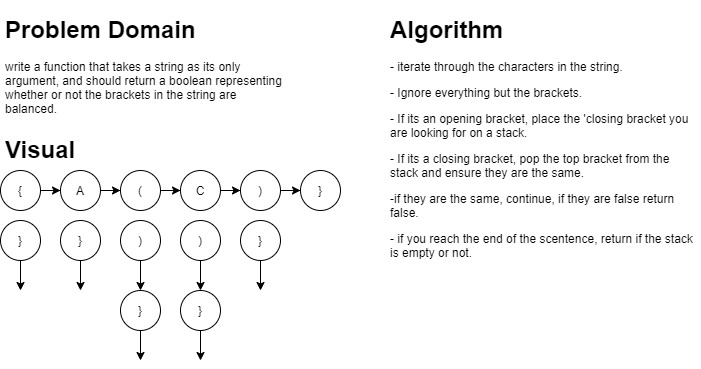 Problem Domain
write a function that takes a string as its only
argument, and should return a boolean representing
whether or not the brackets in the string are
balanced.
Visual
{ A ( C ) }
} } ) ) }
} }
Algorithm
- iterate through the characters in the string.
- Ignore everything but the brackets.
- If its an opening bracket, place the 'closing bracket you
are looking for on a stack.
- If its a closing bracket, pop the top bracket from the
stack and ensure they are the same.
-if they are the same, continue, if they are false return
false.
- if you reach the end of the scentence, return if the stack
is empty or not.